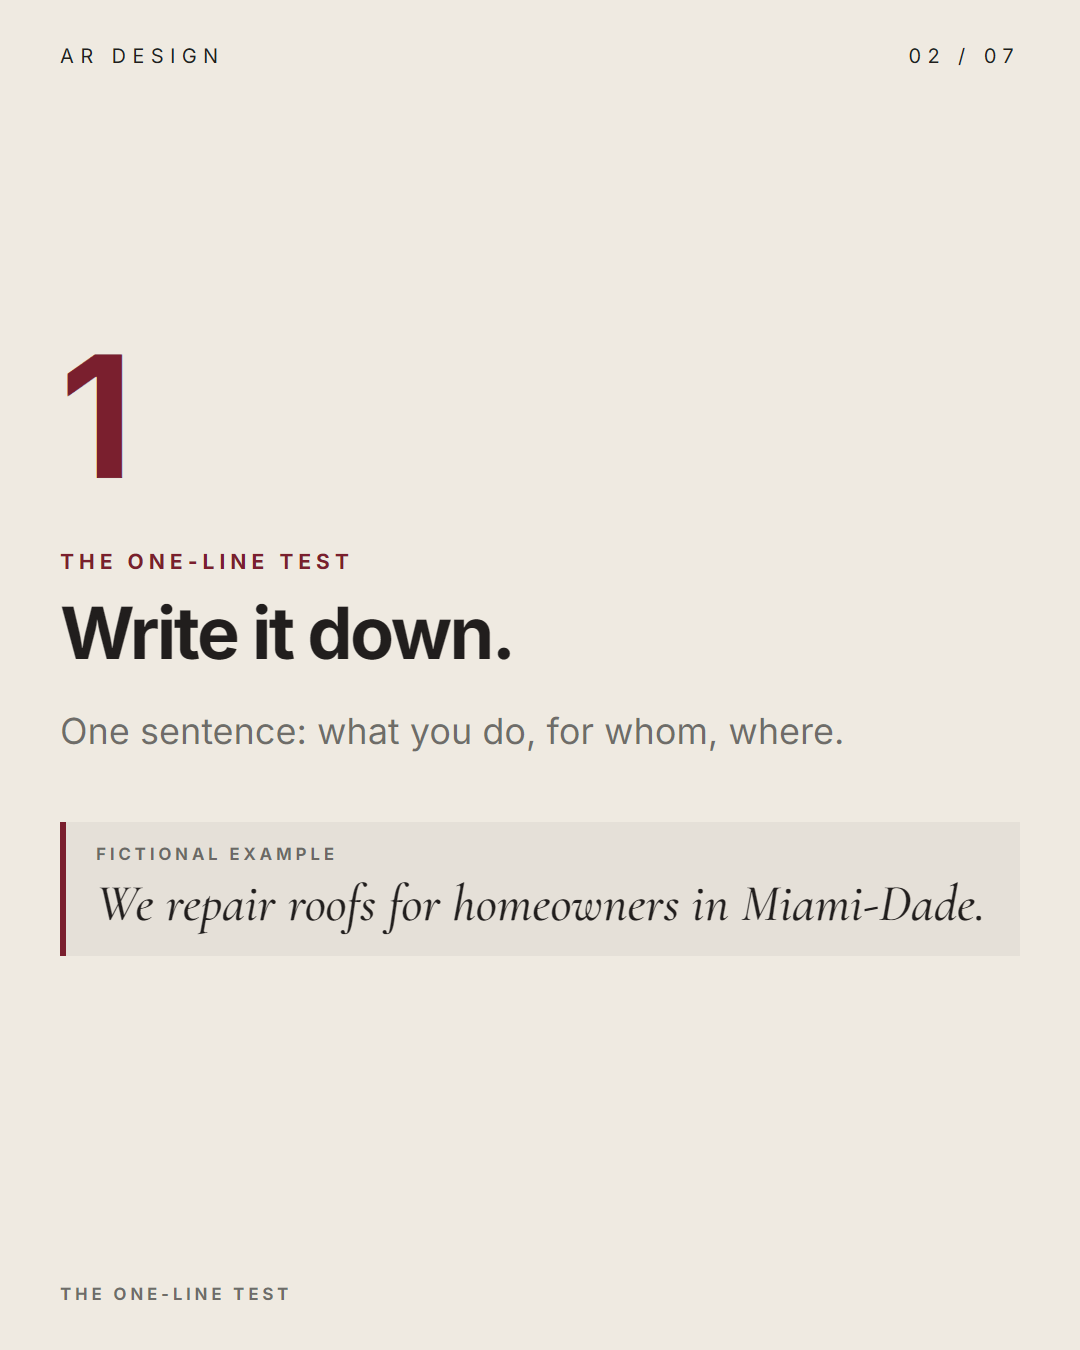 AR DESIGN
02 / 07
1
THE ONE-LINE TEST
Write it down.
One sentence: what you do, for whom, where.
FICTIONAL EXAMPLE
We repair roofs for homeowners in Miami-Dade.
THE ONE-LINE TEST